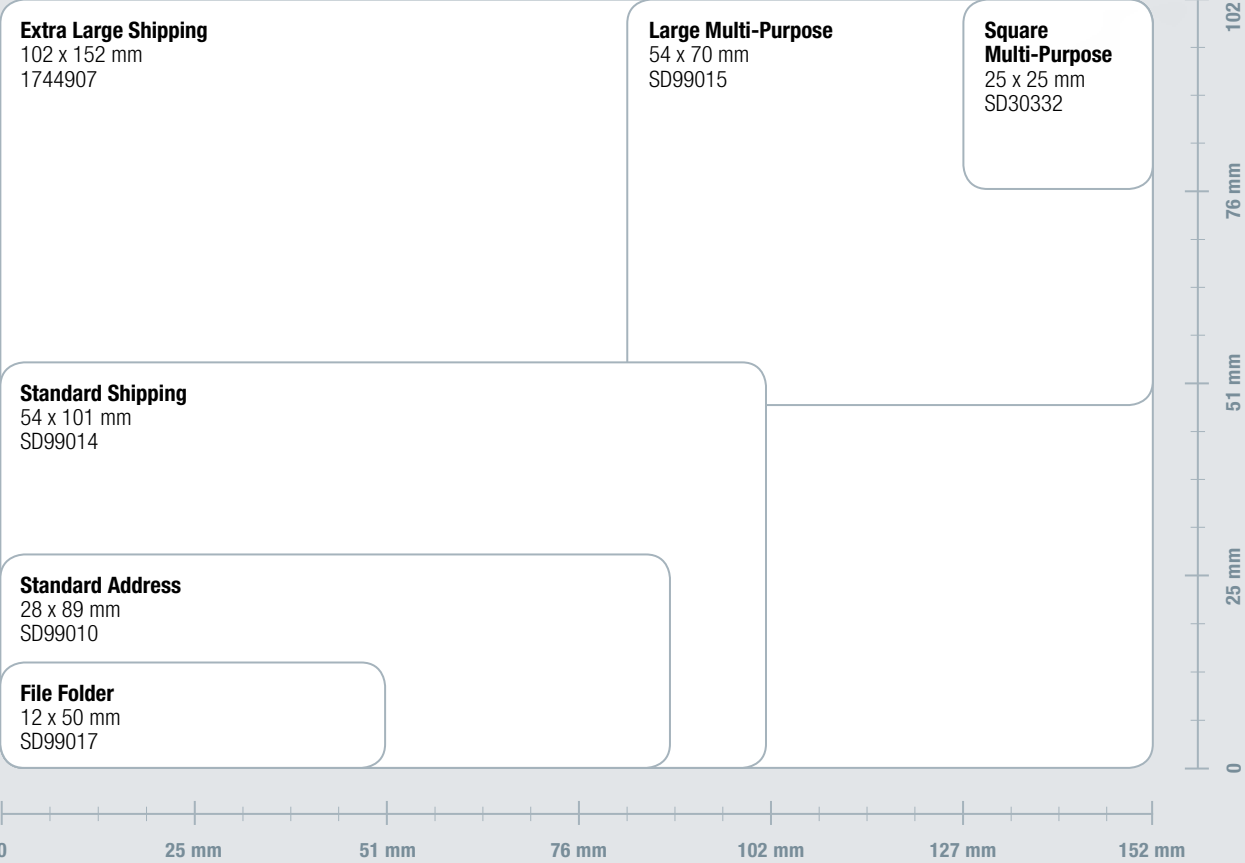 Extra Large Shipping
102 x 152 mm
1744907
Large Multi-Purpose
54 x 70 mm
SD99015
Square
Multi-Purpose
25 x 25 mm
SD30332
Standard Shipping
54 x 101 mm
SD99014
Standard Address
28 x 89 mm
SD99010
File Folder
12 x 50 mm
SD99017
102
76 mm
51 mm
25 mm
0
0
25 mm
51 mm
76 mm
102 mm
127 mm
152 mm